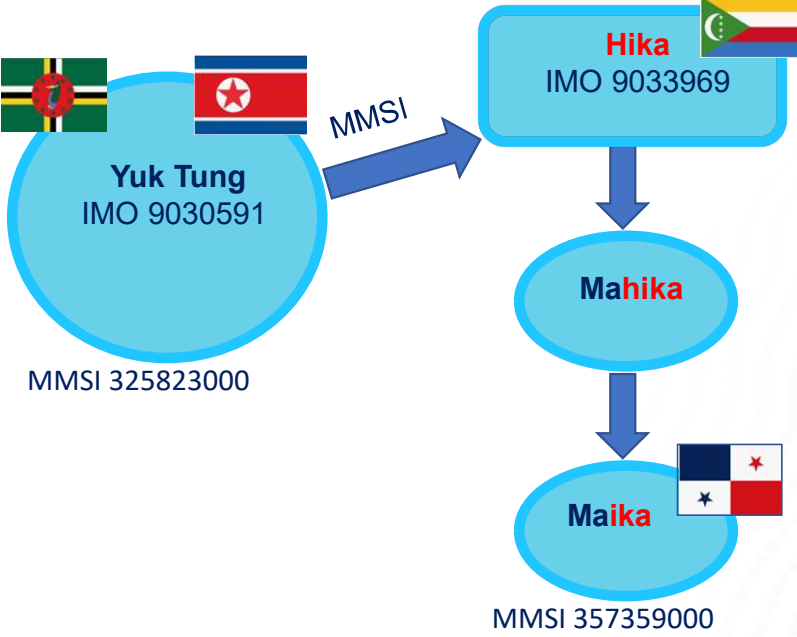 Yuk Tung
IMO 9030591
MMSI 325823000
MMSI
Hika
IMO 9033969
Mahika
Maika
MMSI 357359000